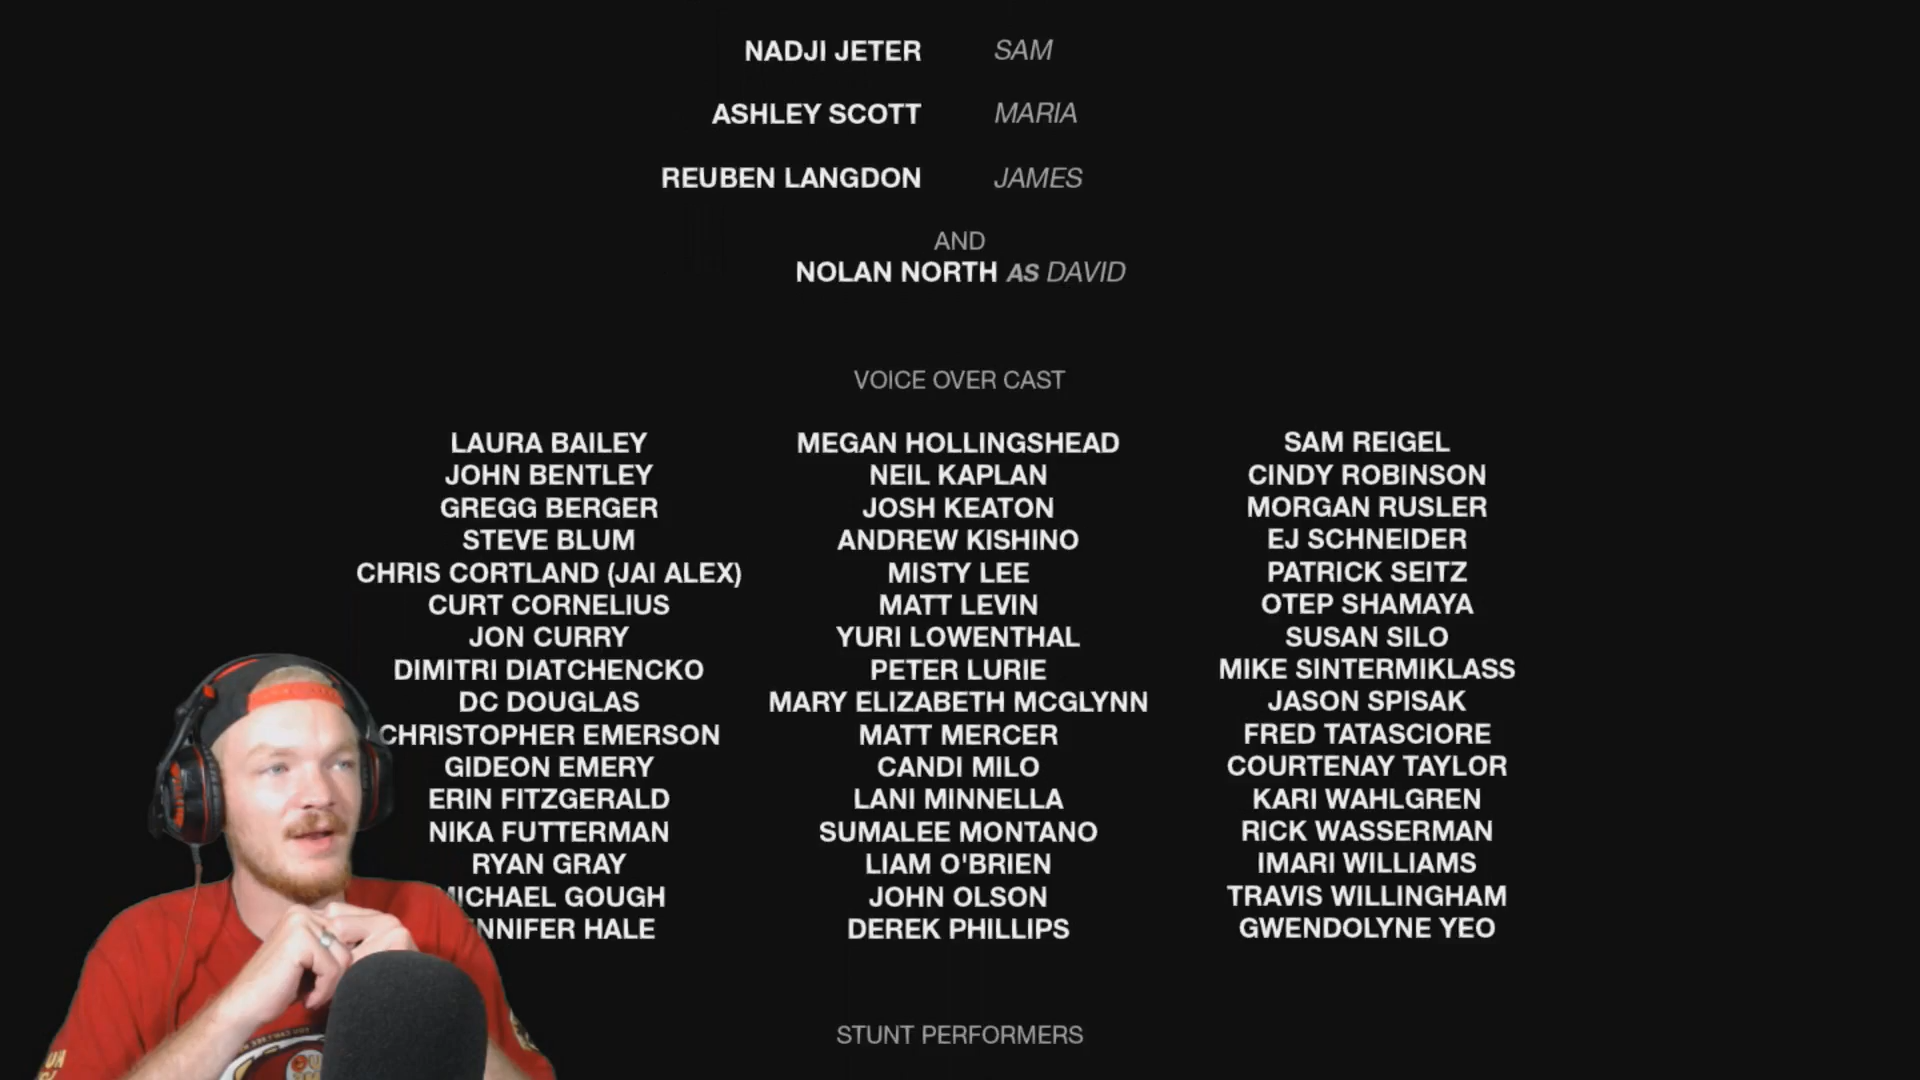 NADJI JETER SAM
ASHLEY SCOTT MARIA
REUBEN LANGDON JAMES
AND
NOLAN NORTH AS DAVID
VOICE OVER CAST
LAURA BAILEY MEGAN HOLLINGSHEAD SAM REIGEL
JOHN BENTLEY NEIL KAPLAN CINDY ROBINSON
GREGG BERGER JOSH KEATON MORGAN RUSLER
STEVE BLUM ANDREW KISHINO EJ SCHNEIDER
CHRIS CORTLAND (JAI ALEX) MISTY LEE PATRICK SEITZ
CURT CORNELIUS MATT LEVIN OTEP SHAMAYA
JON CURRY YURI LOWENTHAL SUSAN SILO
DIMITRI DIATCHENCKO PETER LURIE MIKE SINTERMIKLASS
DC DOUGLAS MARY ELIZABETH MCGLYNN JASON SPISAK
CHRISTOPHER EMERSON MATT MERCER FRED TATASCIORE
GIDEON EMERY CANDI MILO COURTENAY TAYLOR
ERIN FITZGERALD LANI MINNELLA KARI WAHLGREN
NIKA FUTTERMAN SUMALEE MONTANO RICK WASSERMAN
RYAN GRAY LIAM O'BRIEN IMARI WILLIAMS
ICHAEL GOUGH JOHN OLSON TRAVIS WILLINGHAM
NNIFER HALE DEREK PHILLIPS GWENDOLYNE YEO
STUNT PERFORMERS